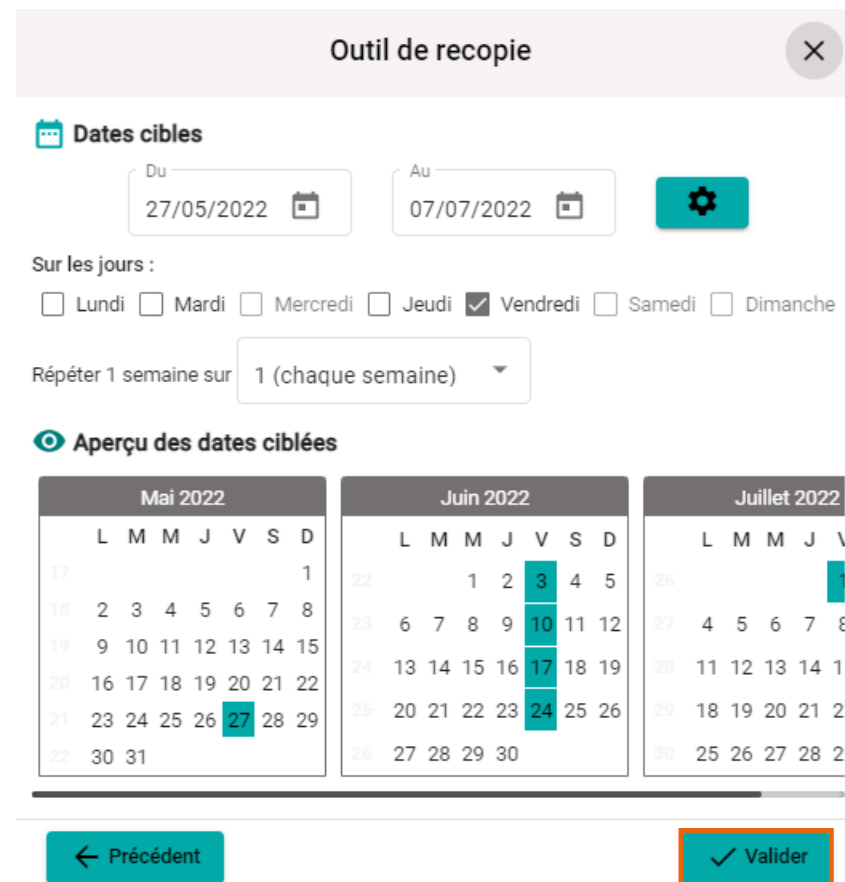 Outil de recopie
Dates cibles
Du
27/05/2022
Au
07/07/2022
Sur les jours :
Lundi Mardi Mercredi Jeudi Vendredi Samedi Dimanche
Répéter 1 semaine sur 1 (chaque semaine)
Aperçu des dates ciblées
Mai 2022
L M M J V S D
17 1
18 2 3 4 5 6 7 8
19 9 10 11 12 13 14 15
20 16 17 18 19 20 21 22
21 23 24 25 26 27 28 29
22 30 31
Juin 2022
L M M J V S D
22 1 2 3 4 5
23 6 7 8 9 10 11 12
24 13 14 15 16 17 18 19
25 20 21 22 23 24 25 26
26 27 28 29 30
Juillet 2022
L M M J V
26 1
27 4 5 6 7 8
28 11 12 13 14 1
29 18 19 20 21 2
30 25 26 27 28 2
Précédent
Valider